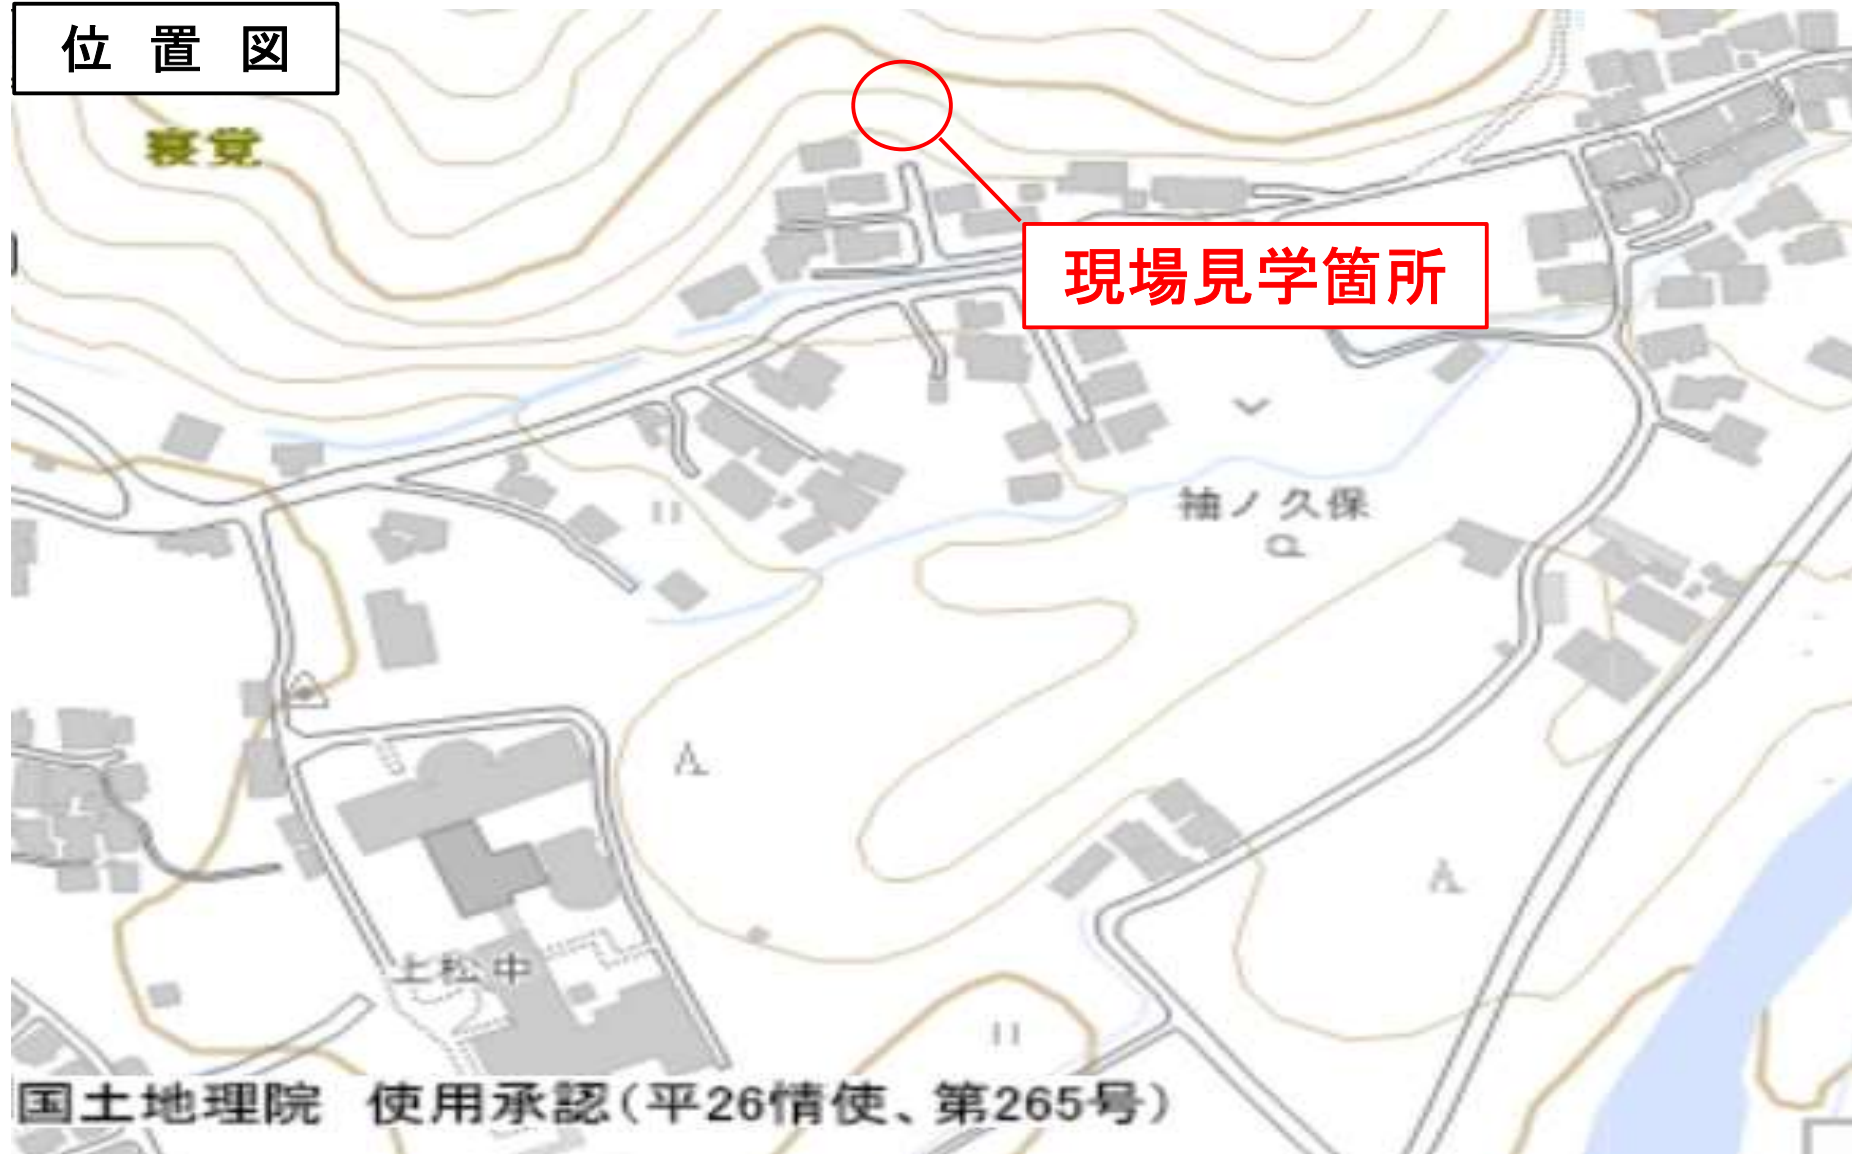 位 置 図
寝覚
現場見学箇所
袖ノ久保
上松中
国土地理院 使用承認(平26情使、第265号)